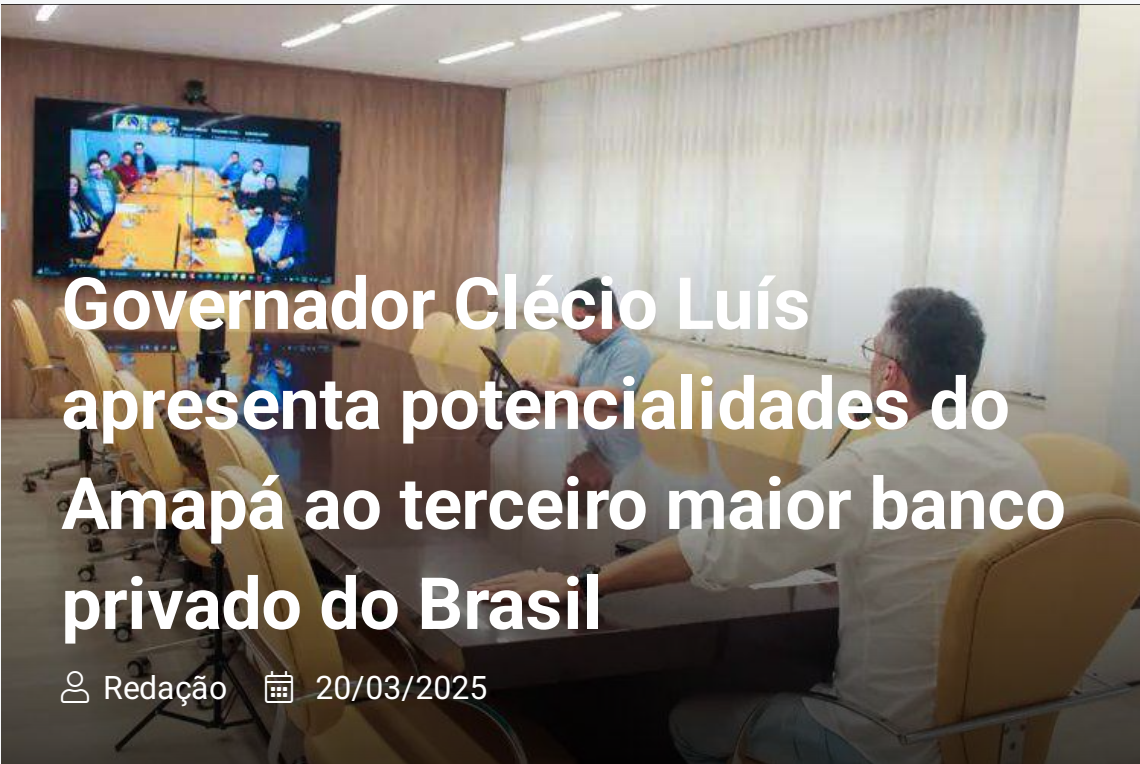 Governador Clécio Luís
apresenta potencialidades do
Amapá ao terceiro maior banco
privado do Brasil
Redação 20/03/2025